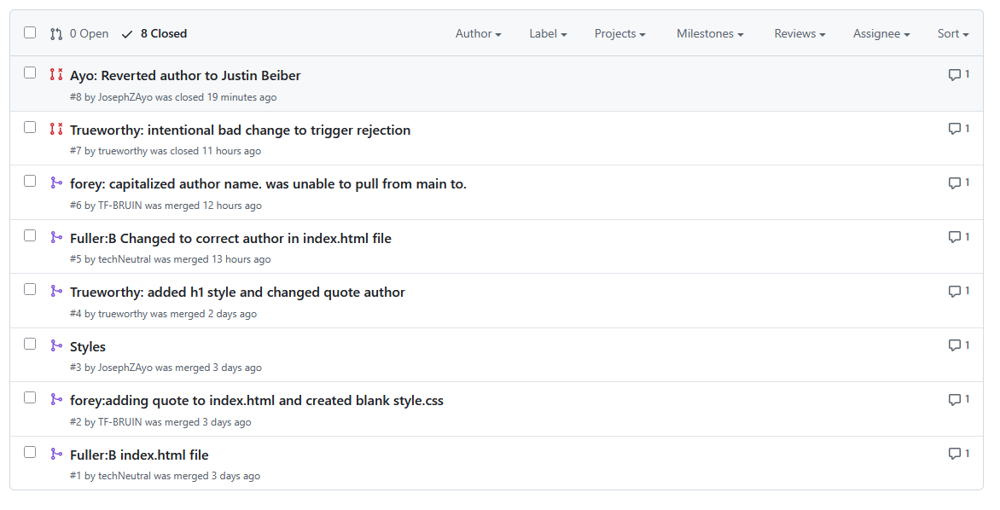 0 Open 8 Closed Author Label Projects Milestones Reviews Assignee Sort
Ayo: Reverted author to Justin Beiber 1
#8 by JosephZAyo was closed 19 minutes ago
Trueworthy: intentional bad change to trigger rejection 1
#7 by trueworthy was closed 11 hours ago
forey: capitalized author name. was unable to pull from main to. 1
#6 by TF-BRUIN was merged 12 hours ago
Fuller:B Changed to correct author in index.html file 1
#5 by techNeutral was merged 13 hours ago
Trueworthy: added h1 style and changed quote author 1
#4 by trueworthy was merged 2 days ago
Styles 1
#3 by JosephZAyo was merged 3 days ago
forey:adding quote to index.html and created blank style.css 1
#2 by TF-BRUIN was merged 3 days ago
Fuller:B index.html file 1
#1 by techNeutral was merged 3 days ago